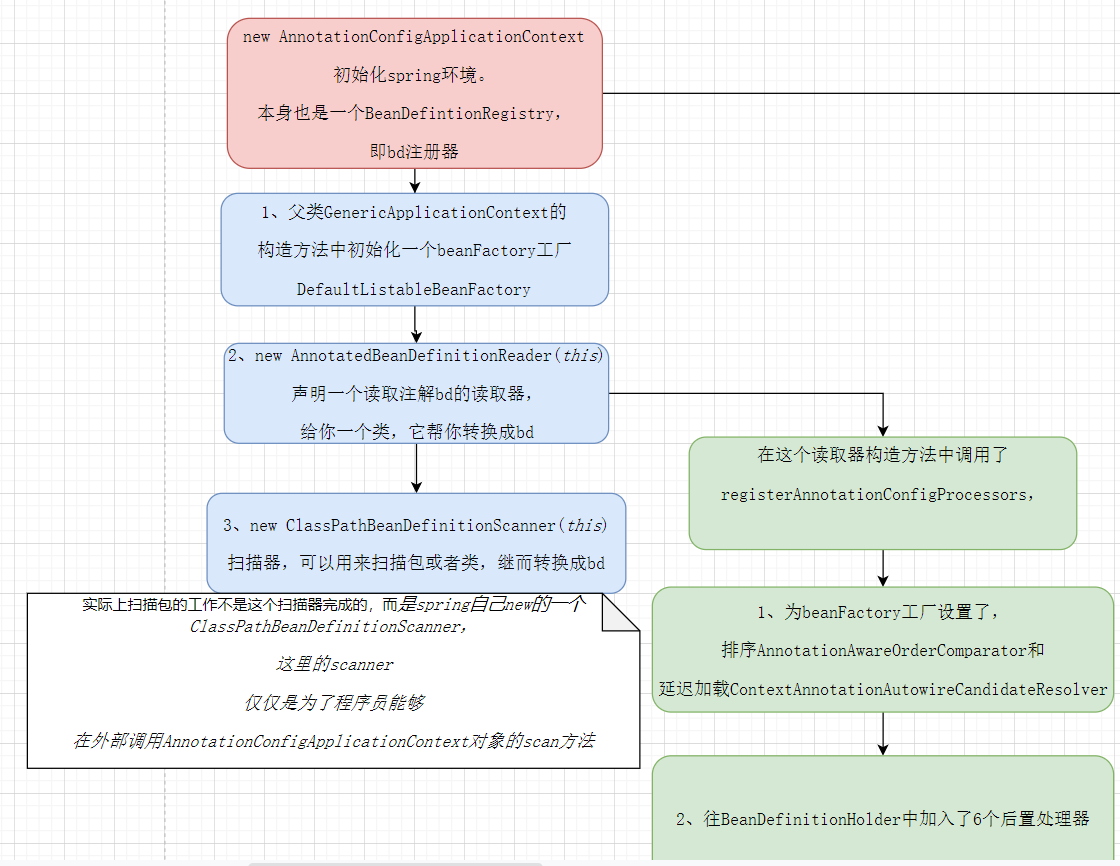 new AnnotationConfigApplicationContext
初始化spring环境。
本身也是一个BeanDefintionRegistry，
即bd注册器
1、父类GenericApplicationContext的
构造方法中初始化一个beanFactory工厂
DefaultListableBeanFactory
2、new AnnotatedBeanDefinitionReader(this)
声明一个读取注解bd的读取器，
给你一个类，它帮你转换成bd
3、new ClassPathBeanDefinitionScanner(this)
扫描器，可以用来扫描包或者类，继而转换成bd
实际上扫描包的工作不是这个扫描器完成的，而是spring自己new的一个
ClassPathBeanDefinitionScanner，
这里的scanner
仅仅是为了程序员能够
在外部调用AnnotationConfigApplicationContext对象的scan方法
在这个读取器构造方法中调用了
registerAnnotationConfigProcessors，
1、为beanFactory工厂设置了，
排序AnnotationAwareOrderComparator和
延迟加载ContextAnnotationAutowireCandidateResolver
2、往BeanDefinitionHolder中加入了6个后置处理器